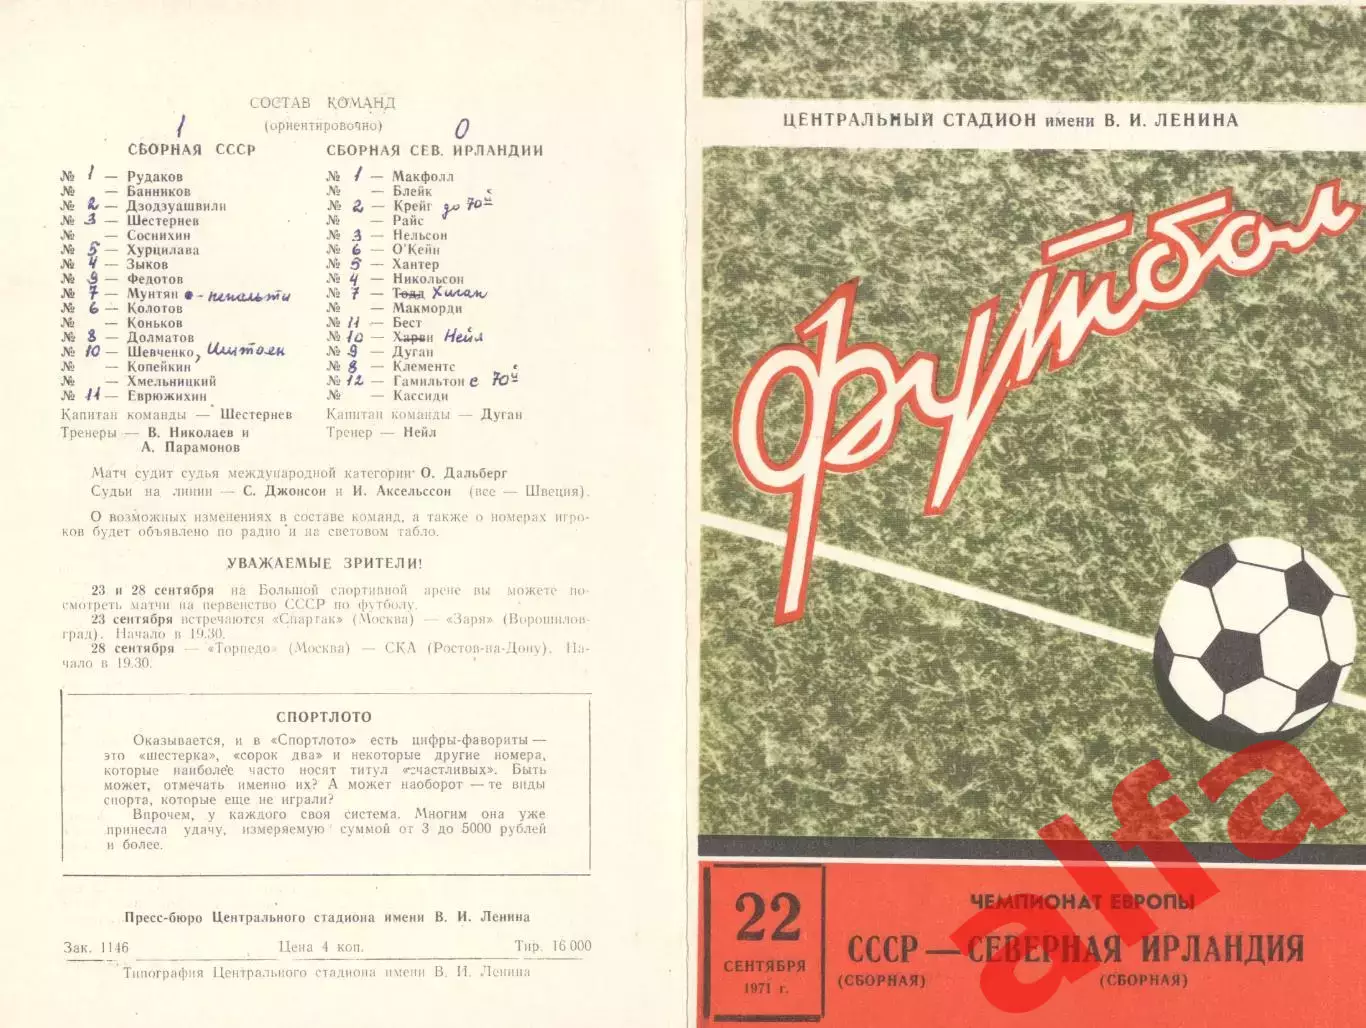 СОСТАВ КОМАНД
(ориентировочно)
1 0
СБОРНАЯ СССР
№ 1 — Рудаков
№ — Банников
№ 2 — Дзодзуашвили
№ 3 — Шестернев
№ — Соснихин
№ 5 — Хурцилава
№ 4 — Зыков
№ 9 — Федотов
№ 7 — Мунтян - пенальти
№ 6 — Колотов
№ — Коньков
№ 8 — Долматов
№ 10 — Шевченко, Иштоян
№ — Копейкин
№ — Хмельницкий
№ 11 — Еврюжихин
Капитан команды — Шестернев
Тренеры — В. Николаев и
А. Парамонов
СБОРНАЯ СЕВ. ИРЛАНДИИ
№ 1 — Макфолл
№ — Блейк
№ 2 — Крейг до 70й
№ — Райс
№ 3 — Нельсон
№ 6 — О'Кейн
№ 5 — Хантер
№ 4 — Никольсон
№ 7 — Тодд Хиган
№ — Макморди
№ 11 — Бест
№ 10 — Харви Нейл
№ 9 — Дуган
№ 8 — Клементс
№ 12 — Гамильтон с 70й
№ — Кассиди
Капитан команды — Дуган
Тренер — Нейл
Матч судит судья международной категории О. Дальберг
Судьи на линии — С. Джонсон и И. Аксельссон (все — Швеция).
О возможных изменениях в составе команд, а также о номерах игро-
ков будет объявлено по радио и на световом табло.
УВАЖАЕМЫЕ ЗРИТЕЛИ!
23 и 28 сентября на Большой спортивной арене вы можете по-
смотреть матчи на первенство СССР по футболу.
23 сентября встречаются «Спартак» (Москва) — «Заря» (Ворошилов-
град). Начало в 19.30.
28 сентября — «Торпедо» (Москва) — СКА (Ростов-на-Дону). На-
чало в 19.30.
СПОРТЛОТО
Оказывается, и в «Спортлото» есть цифры-фавориты —
это «шестерка», «сорок два» и некоторые другие номера,
которые наиболее часто носят титул «счастливых». Быть
может, отмечать именно их? А может наоборот — те виды
спорта, которые еще не играли?
Впрочем, у каждого своя система. Многим она уже
принесла удачу, измеряемую суммой от 3 до 5000 рублей
и более.
Пресс-бюро Центрального стадиона имени В. И. Ленина
Зак. 1146 Цена 4 коп. Тир. 16 000
Типография Центрального стадиона имени В. И. Ленина
ЦЕНТРАЛЬНЫЙ СТАДИОН имени В. И. ЛЕНИНА
Футбол
22
СЕНТЯБРЯ
1971 г.
ЧЕМПИОНАТ ЕВРОПЫ
СССР — СЕВЕРНАЯ ИРЛАНДИЯ
(СБОРНАЯ) (СБОРНАЯ)
alfa